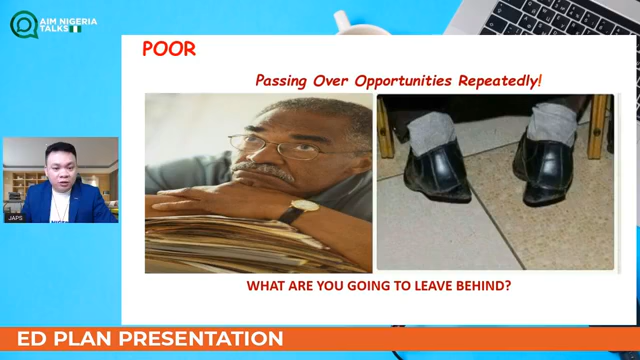 AIM NIGERIA
TALKS
POOR
Passing Over Opportunities Repeatedly!
JAPS
WHAT ARE YOU GOING TO LEAVE BEHIND?
ED PLAN PRESENTATION